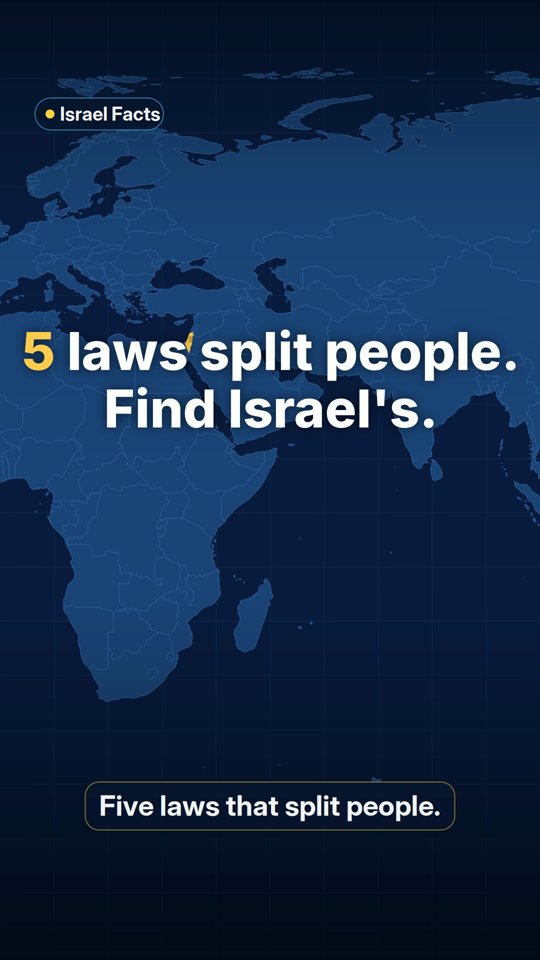 Israel Facts
5 laws split people.
Find Israel's.
Five laws that split people.